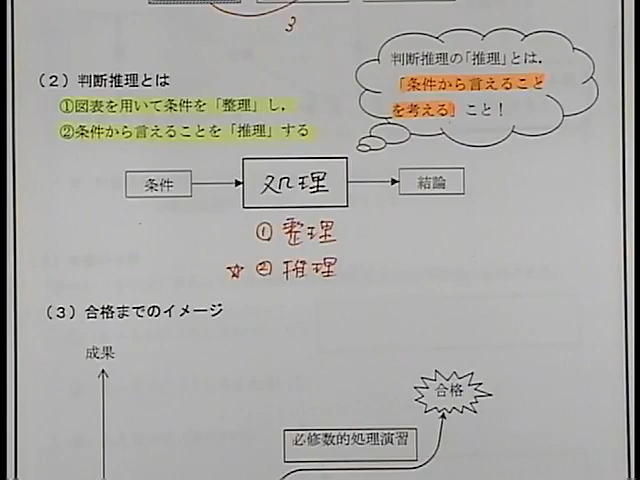 3
(2)判断推理とは
①図表を用いて条件を「整理」し,
②条件から言えることを「推理」する
判断推理の「推理」とは,
「条件から言えること
を考える」こと!
条件
処理
結論
① 整理
☆ ② 推理
(3)合格までのイメージ
成果
合格
必修数的処理演習